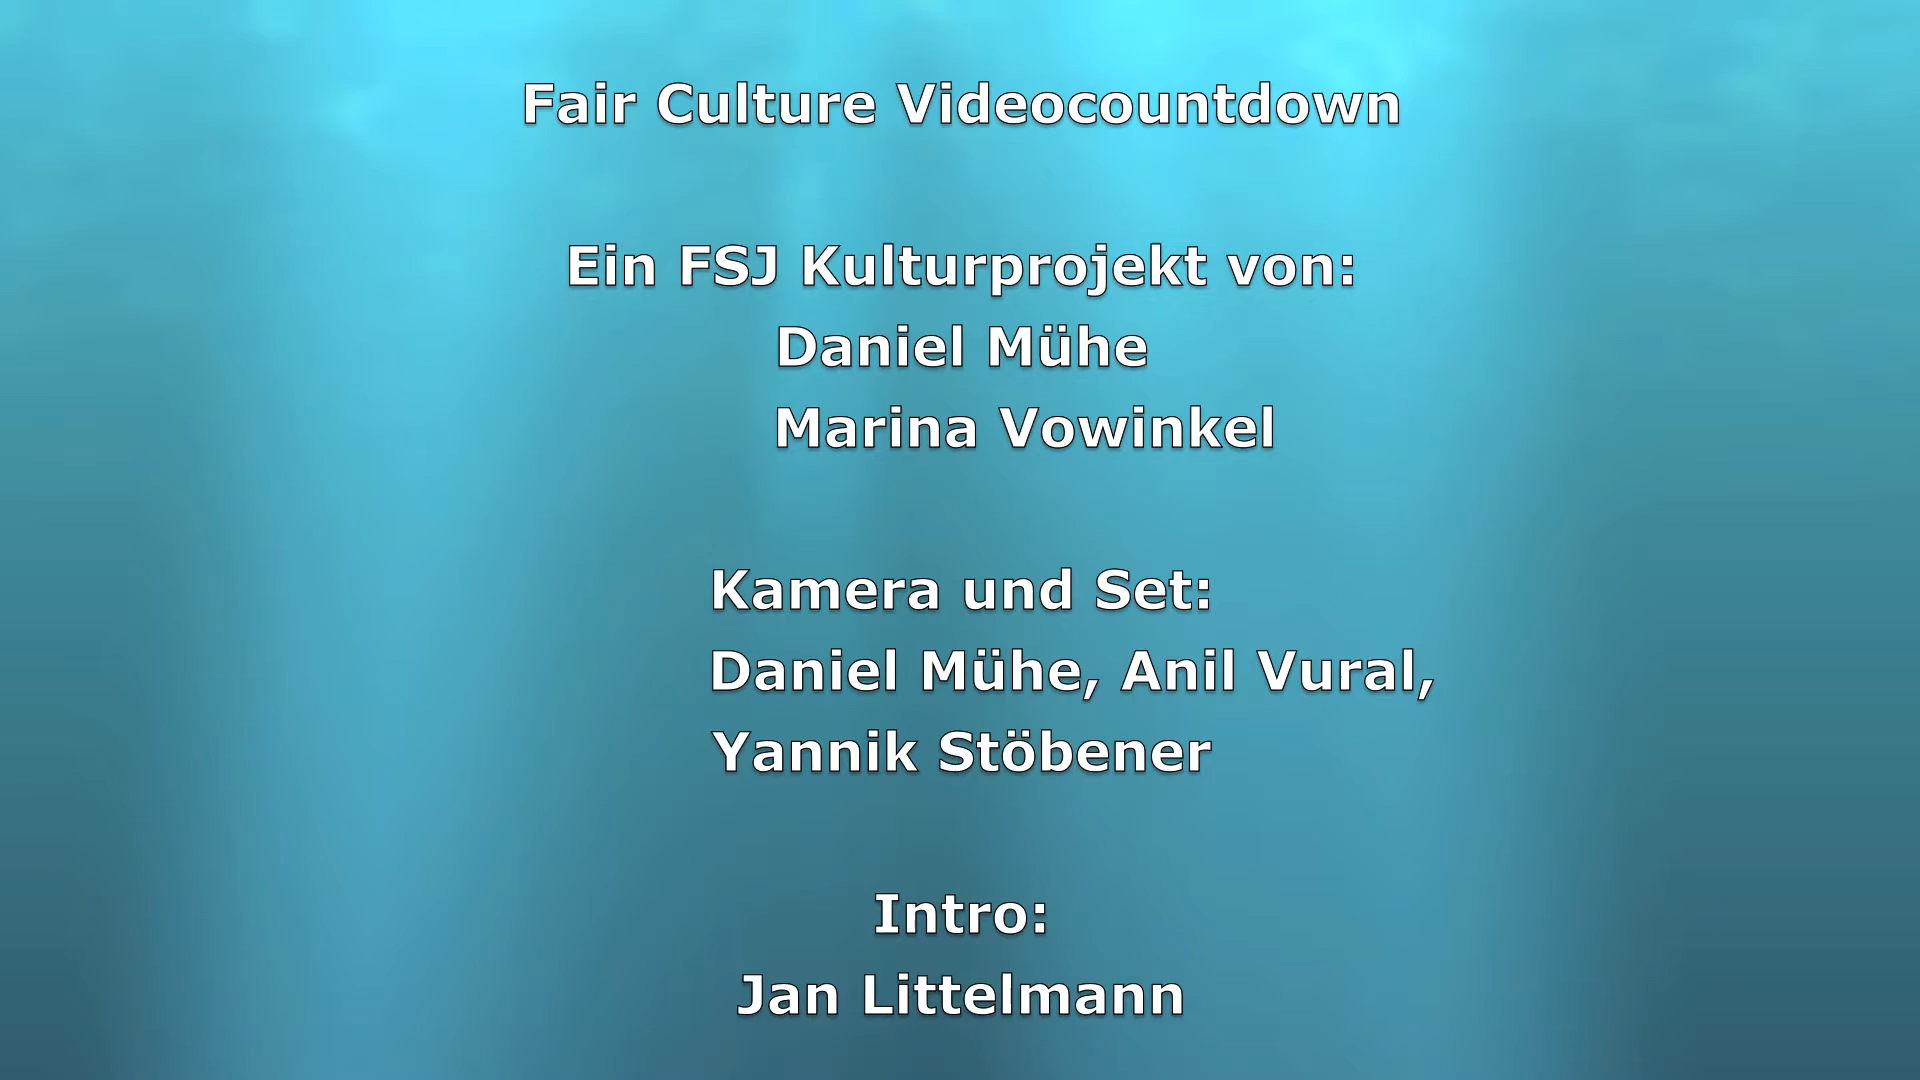 Fair Culture Videocountdown
Ein FSJ Kulturprojekt von:
Daniel Mühe
Marina Vowinkel
Kamera und Set:
Daniel Mühe, Anil Vural,
Yannik Stöbener
Intro:
Jan Littelmann